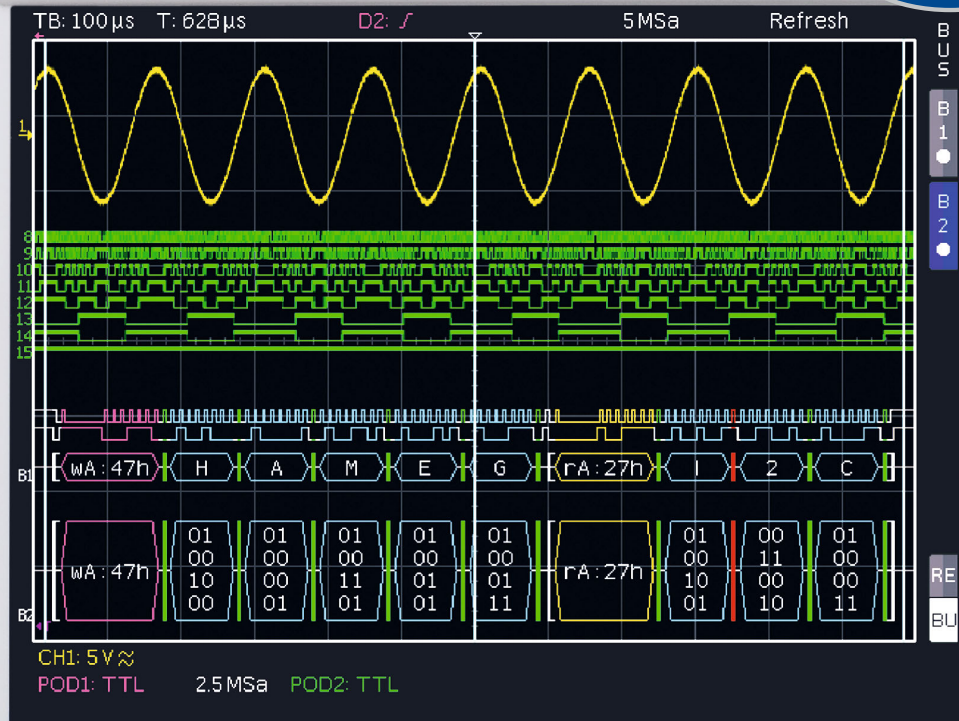 TB: 100 µs T: 628 µs D2: 5 MSa Refresh
BUS
B1
B2
1
8
9
10
11
12
13
14
15
B1 wA: 47h H A M E G rA: 27h I 2 C
B2 wA: 47h rA: 27h
01 01 01 01 01 01 00 01
00 00 00 00 00 00 11 00
10 00 11 01 01 10 00 00
00 01 01 01 11 01 10 11
RE
BU
CH1: 5 V
POD1: TTL 2.5 MSa POD2: TTL